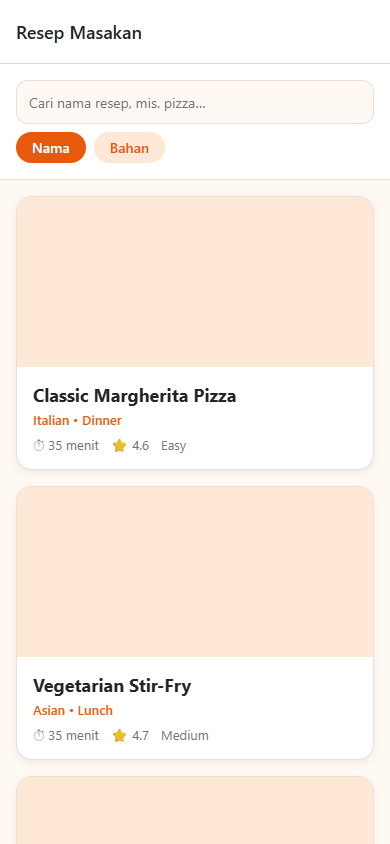 Resep Masakan
Cari nama resep, mis. pizza...
Nama
Bahan
Classic Margherita Pizza
Italian • Dinner
⏱ 35 menit ⭐ 4.6 Easy
Vegetarian Stir-Fry
Asian • Lunch
⏱ 35 menit ⭐ 4.7 Medium